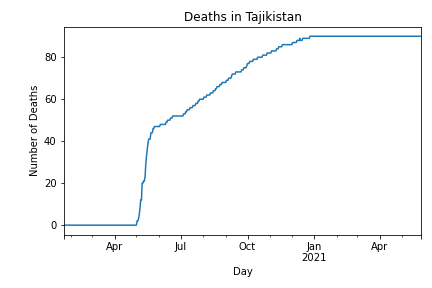 Deaths in Tajikistan
Number of Deaths
80
60
40
20
0
Apr Jul Oct Jan Apr
2021
Day